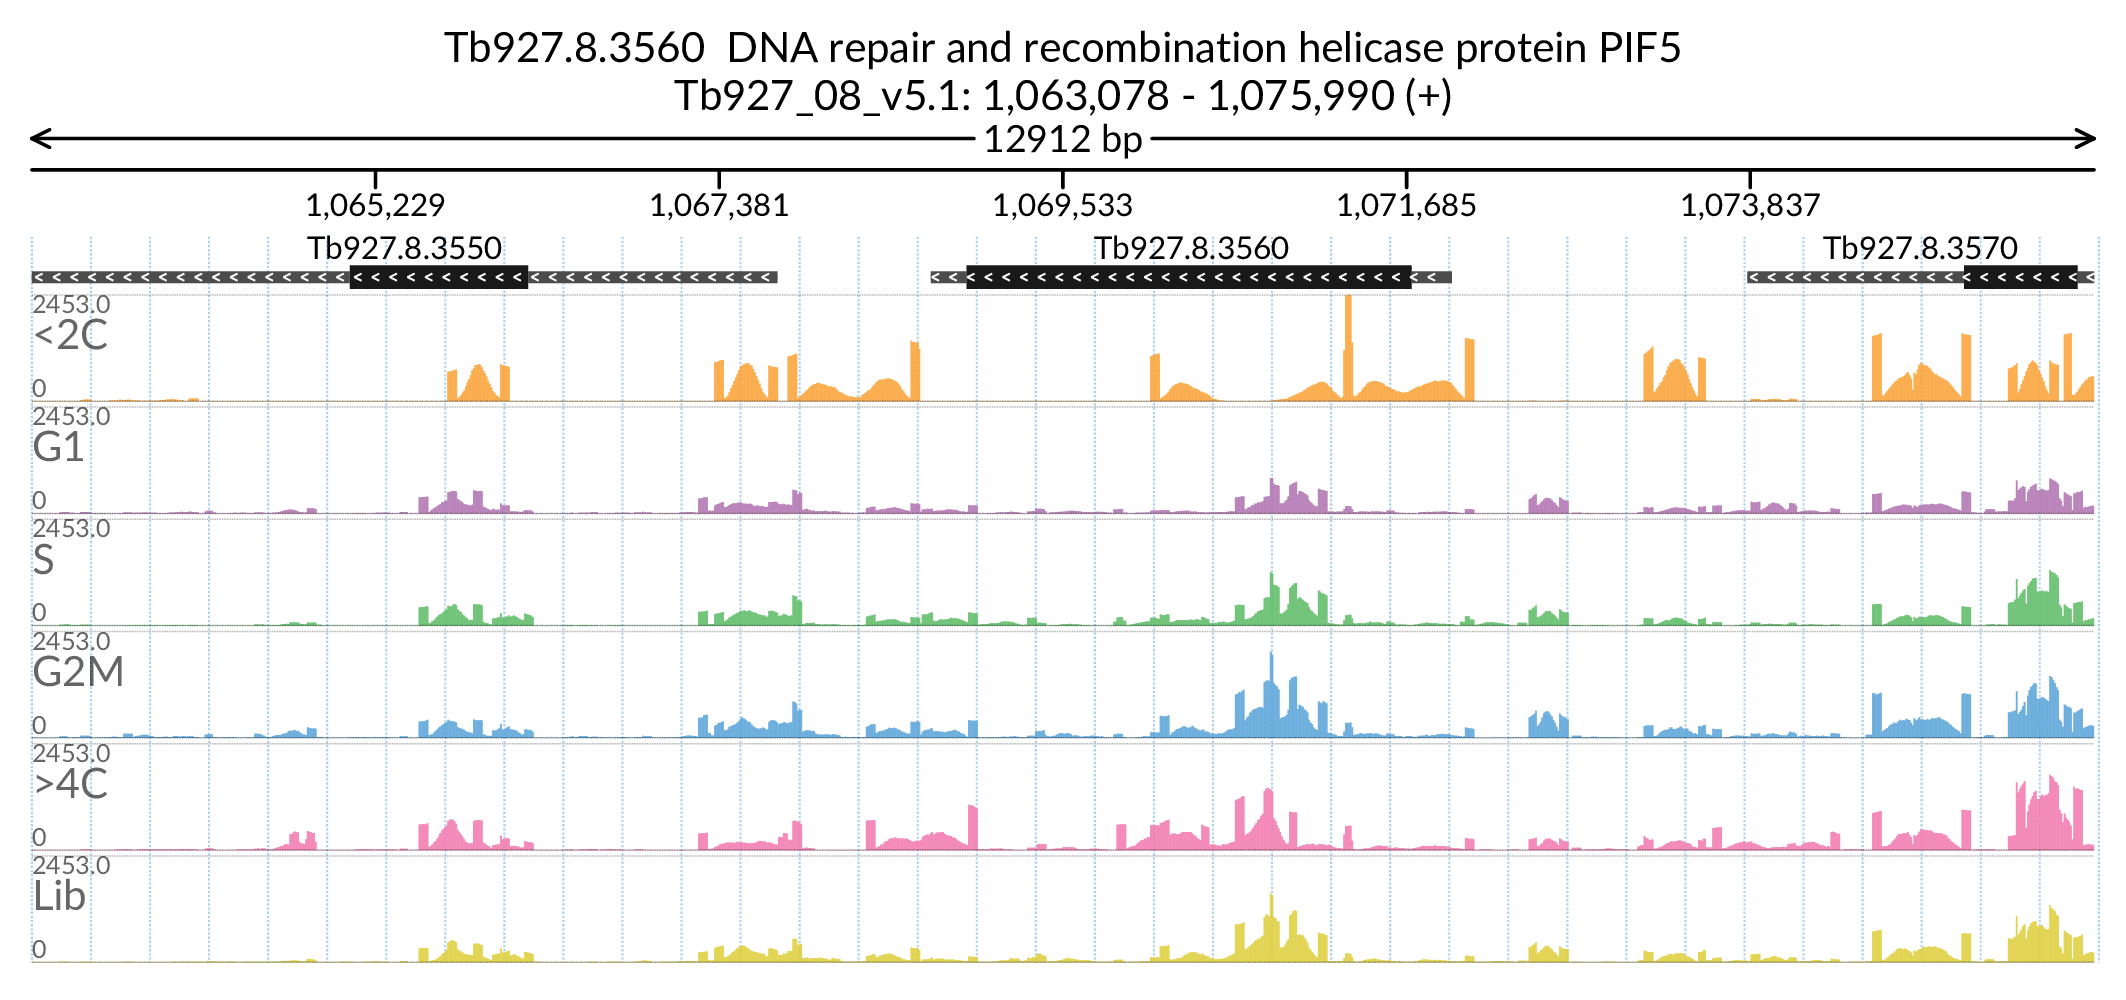 Tb927.8.3560  DNA repair and recombination helicase protein PIF5
Tb927_08_v5.1: 1,063,078 - 1,075,990 (+)
12912 bp
1,065,229 1,067,381 1,069,533 1,071,685 1,073,837
Tb927.8.3550 Tb927.8.3560 Tb927.8.3570
2453.0
<2C
0
2453.0
G1
0
2453.0
S
0
2453.0
G2M
0
2453.0
>4C
0
2453.0
Lib
0